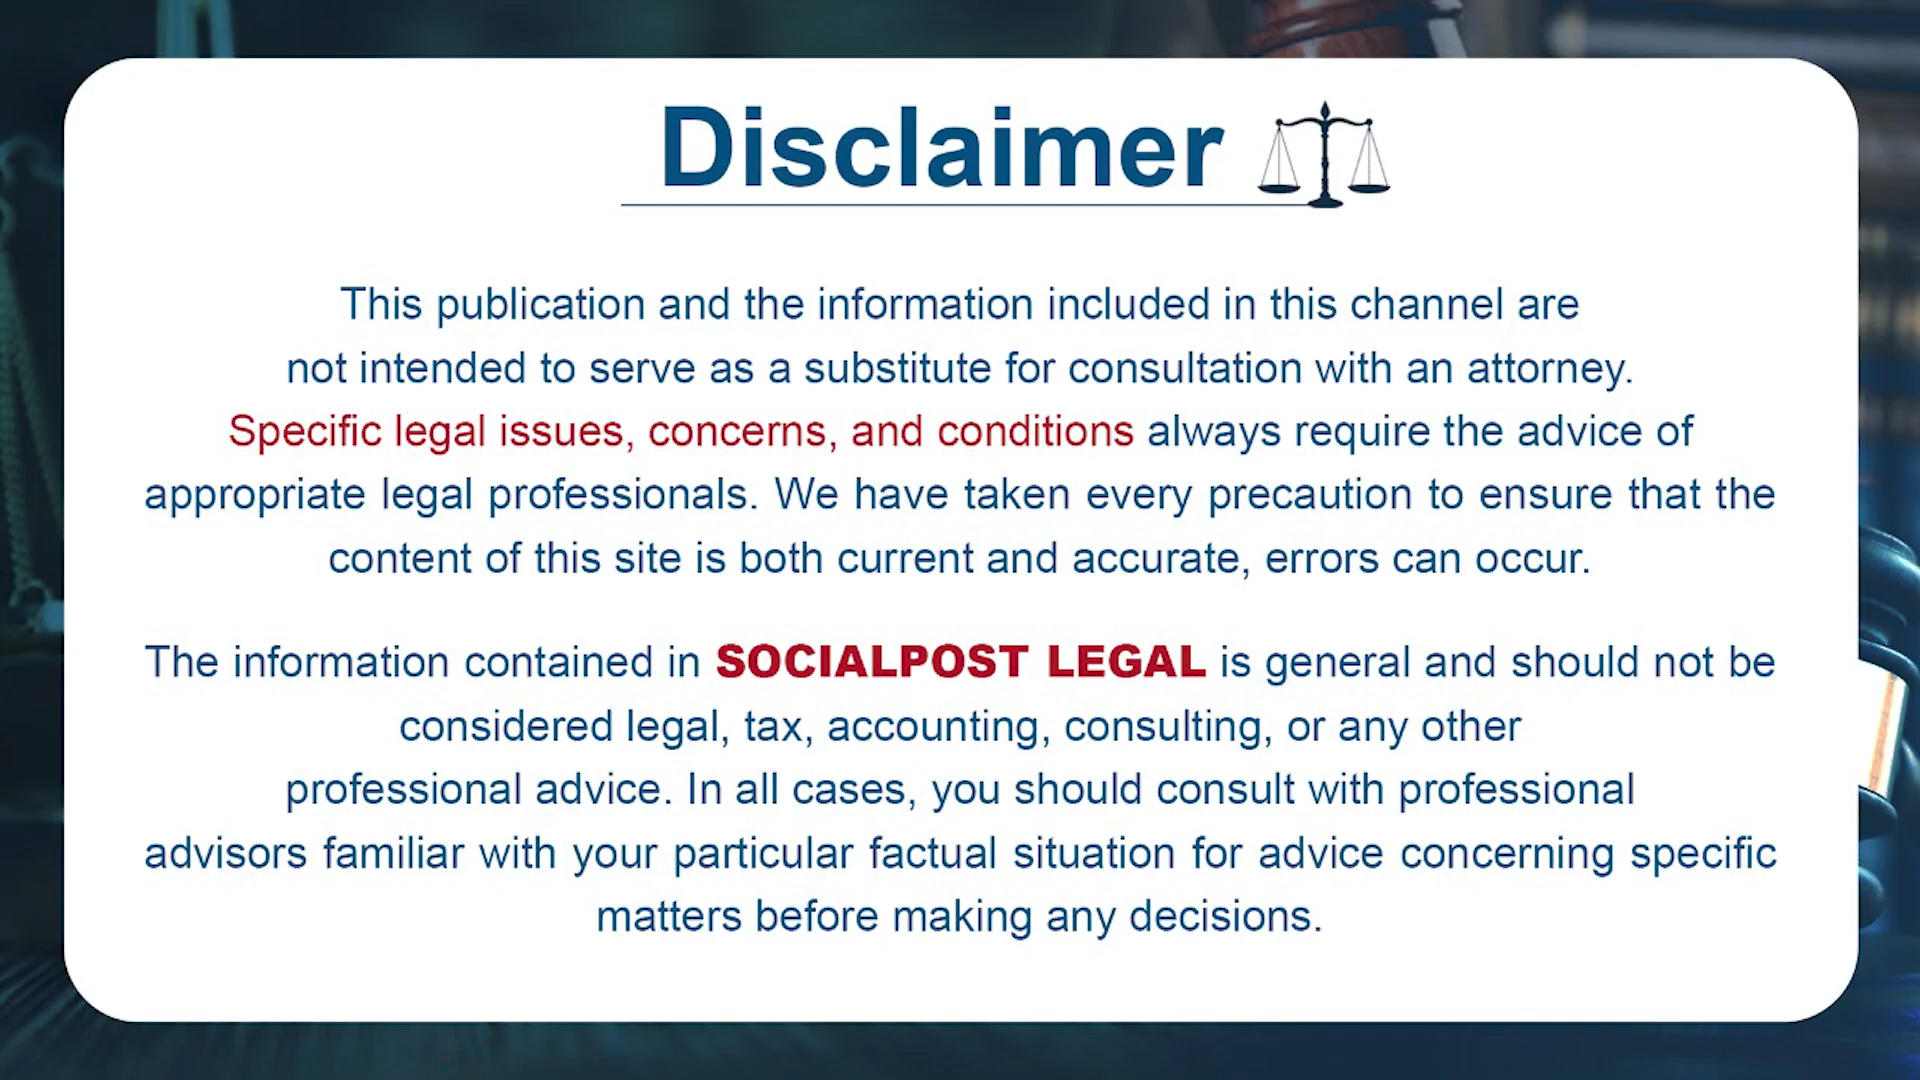 Disclaimer
This publication and the information included in this channel are
not intended to serve as a substitute for consultation with an attorney.
Specific legal issues, concerns, and conditions always require the advice of
appropriate legal professionals. We have taken every precaution to ensure that the
content of this site is both current and accurate, errors can occur.
The information contained in SOCIALPOST LEGAL is general and should not be
considered legal, tax, accounting, consulting, or any other
professional advice. In all cases, you should consult with professional
advisors familiar with your particular factual situation for advice concerning specific
matters before making any decisions.